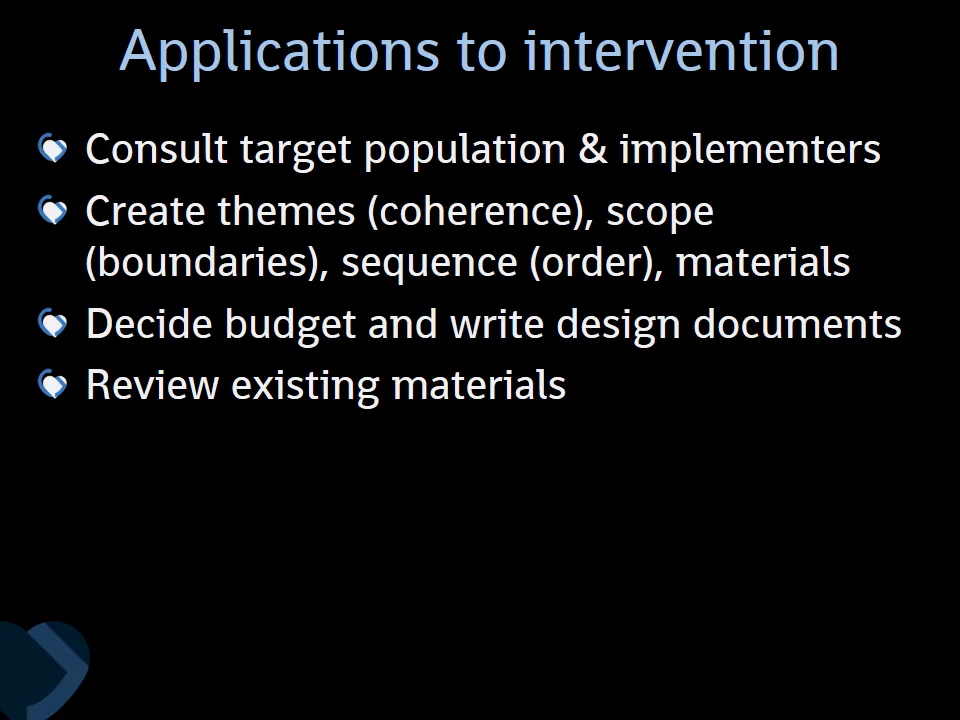 Applications to intervention
Consult target population & implementers
Create themes (coherence), scope
(boundaries), sequence (order), materials
Decide budget and write design documents
Review existing materials